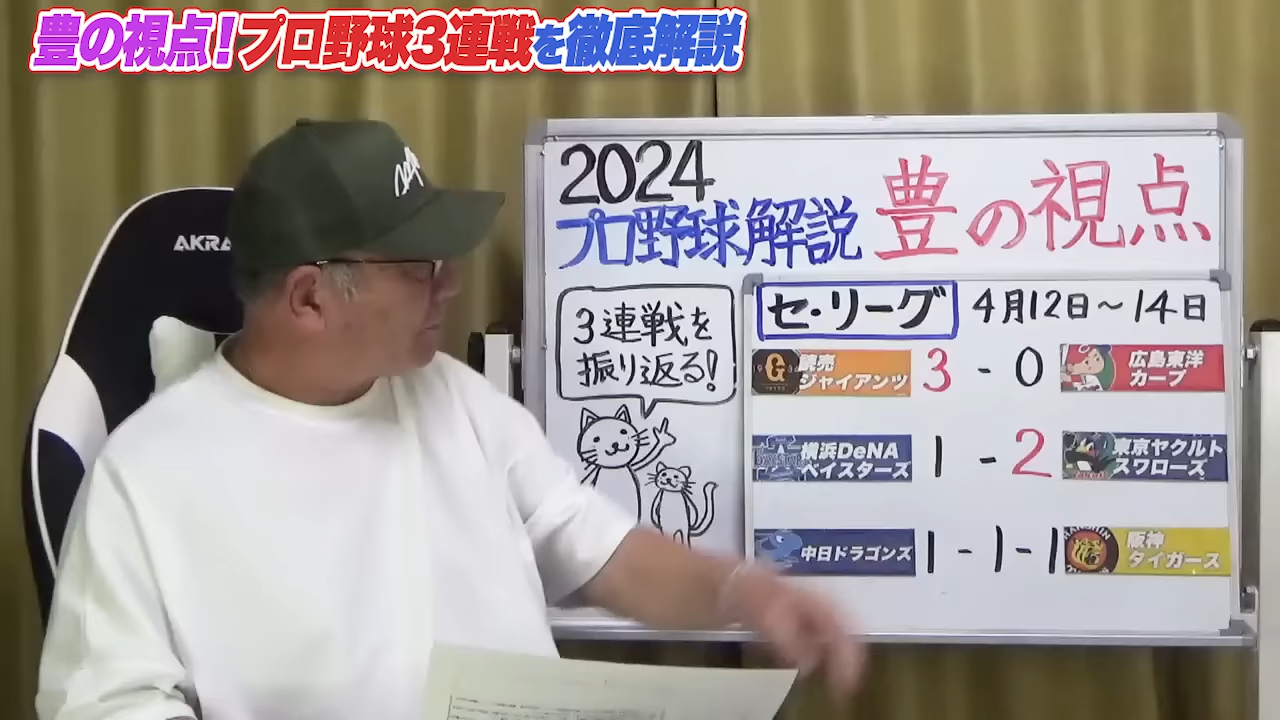 豊の視点！プロ野球3連戦を徹底解説
AKRA
2024
プロ野球解説 豊の視点
3連戦を
振り返る!
セ・リーグ 4月12日〜14日
読売
ジャイアンツ
3 - 0
広島東洋
カープ
横浜DeNA
ベイスターズ
1 - 2
東京ヤクルト
スワローズ
中日ドラゴンズ
1 - 1 - 1
阪神
タイガース